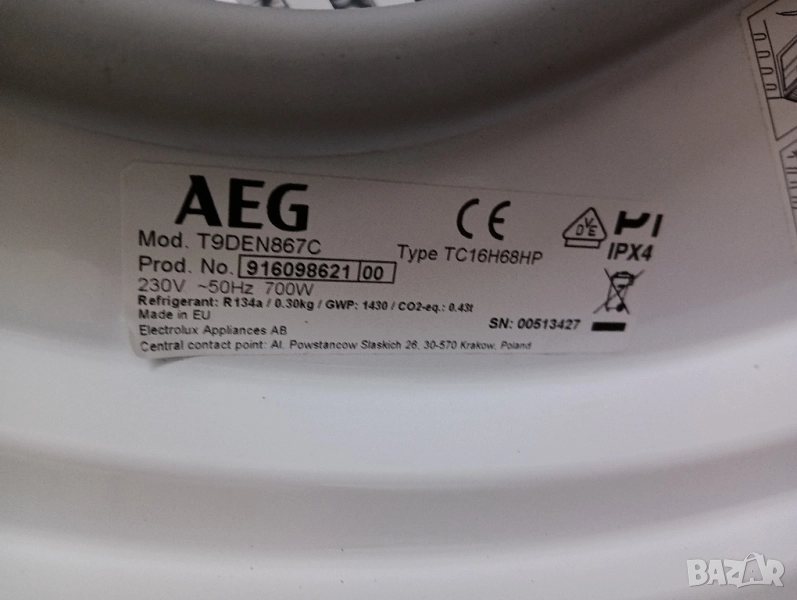 AEG
Mod. T9DEN867C
Type TC16H68HP
IPX4
Prod. No. 916098621 00
230V ~50Hz 700W
Refrigerant: R134a / 0.30kg / GWP: 1430 / CO2-eq.: 0.43t
Made in EU
SN: 00513427
Electrolux Appliances AB
Central contact point: Al. Powstancow Slaskich 26, 30-570 Krakow, Poland
CE
DVE
BAZAR